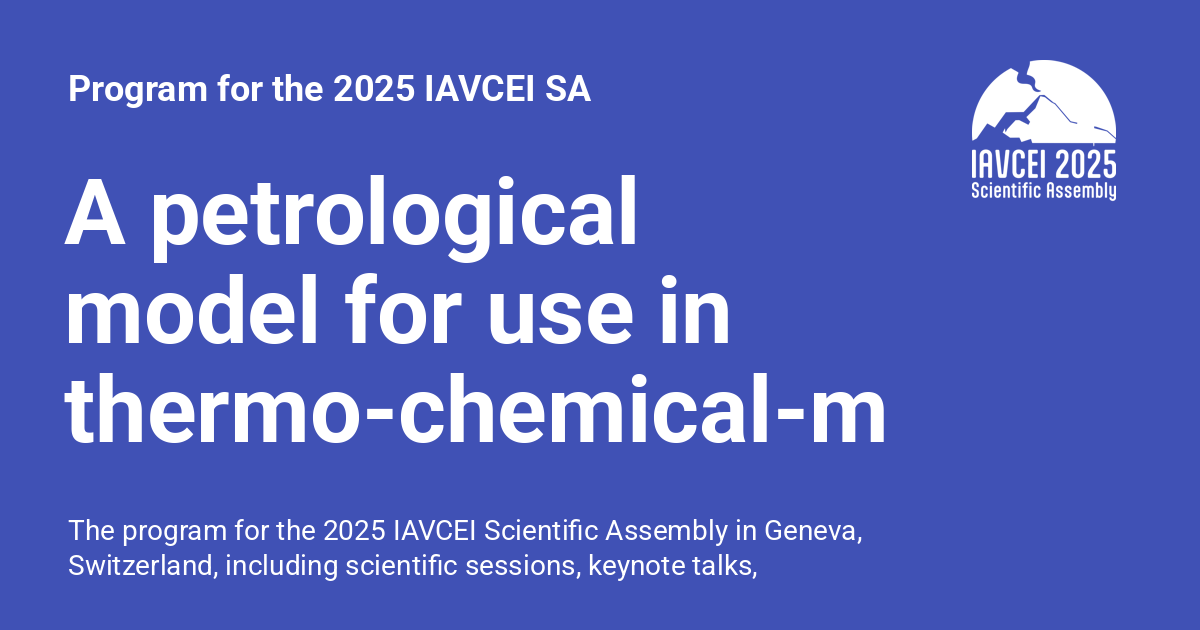 Program for the 2025 IAVCEI SA
IAVCEI 2025
Scientific Assembly
A petrological
model for use in
thermo-chemical-m
The program for the 2025 IAVCEI Scientific Assembly in Geneva,
Switzerland, including scientific sessions, keynote talks,